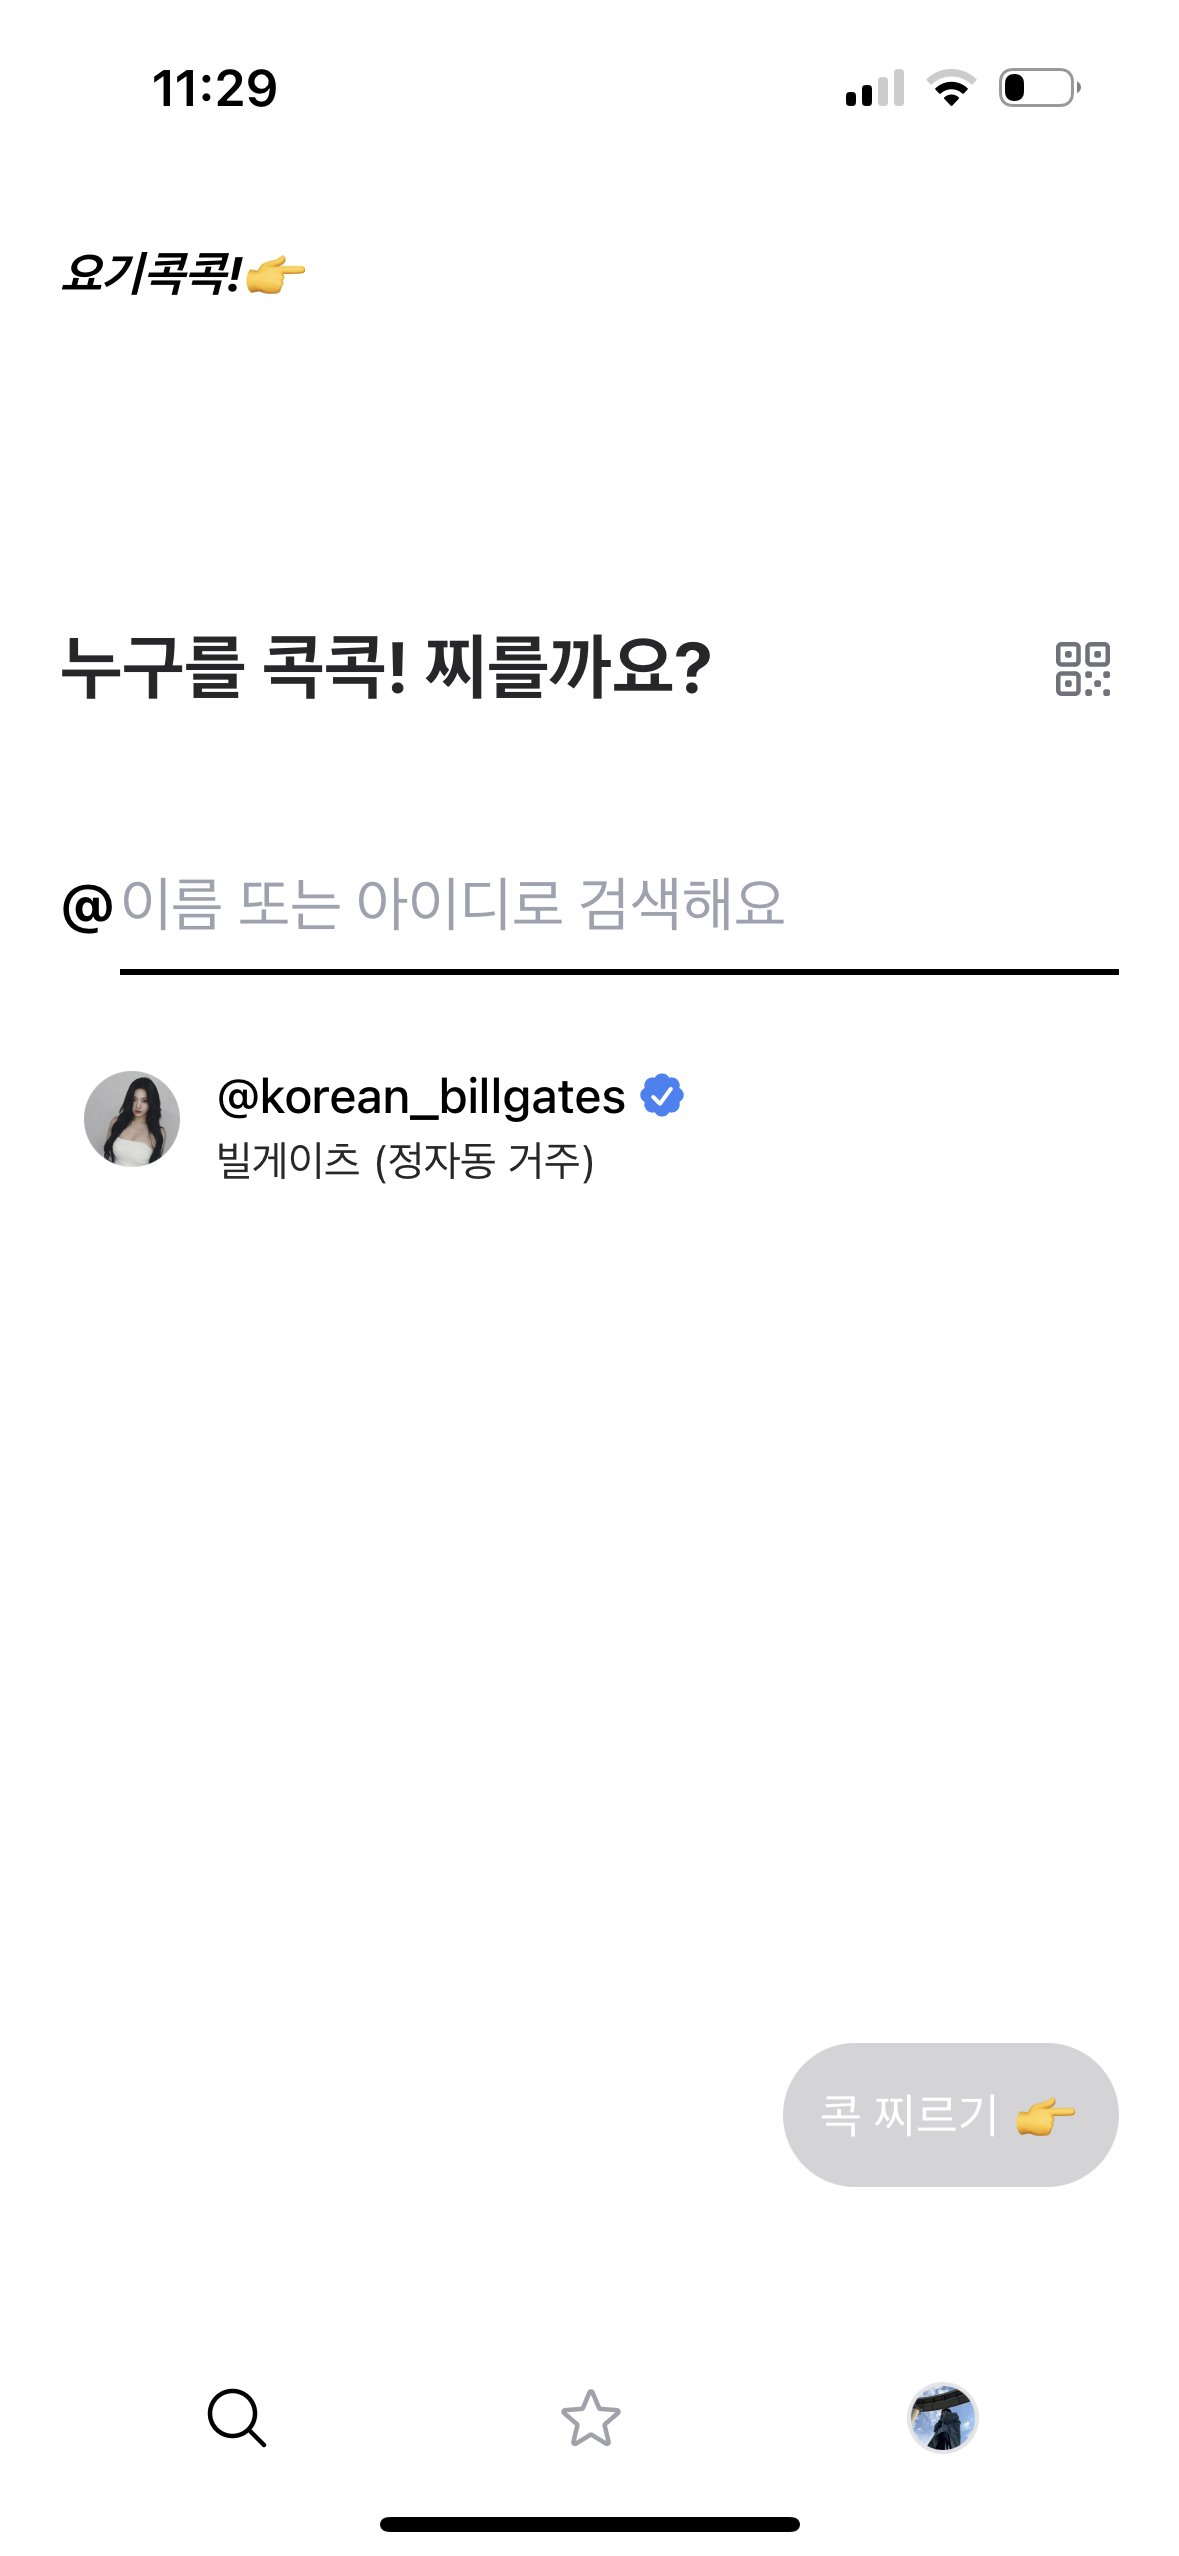 11:29
요기콕콕!👉
누구를 콕콕! 찌를까요?
@이름 또는 아이디로 검색해요
@korean_billgates
빌게이츠 (정자동 거주)
콕 찌르기 👉